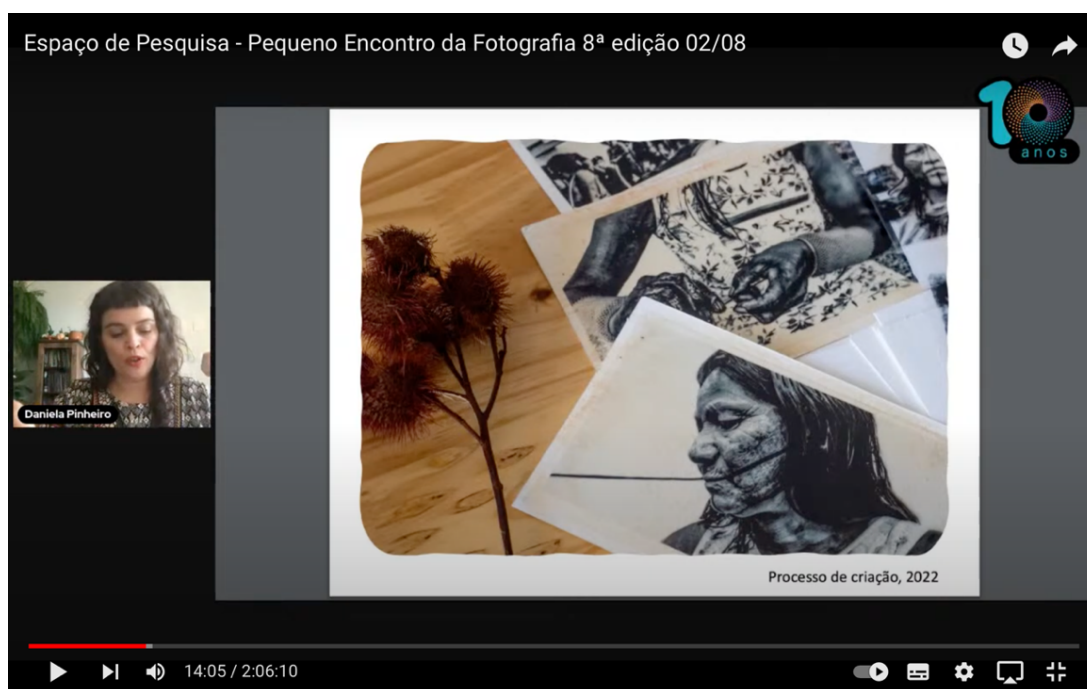 Espaço de Pesquisa - Pequeno Encontro da Fotografia 8ª edição 02/08
10
anos
Daniela Pinheiro
Processo de criação, 2022
14:05 / 2:06:10